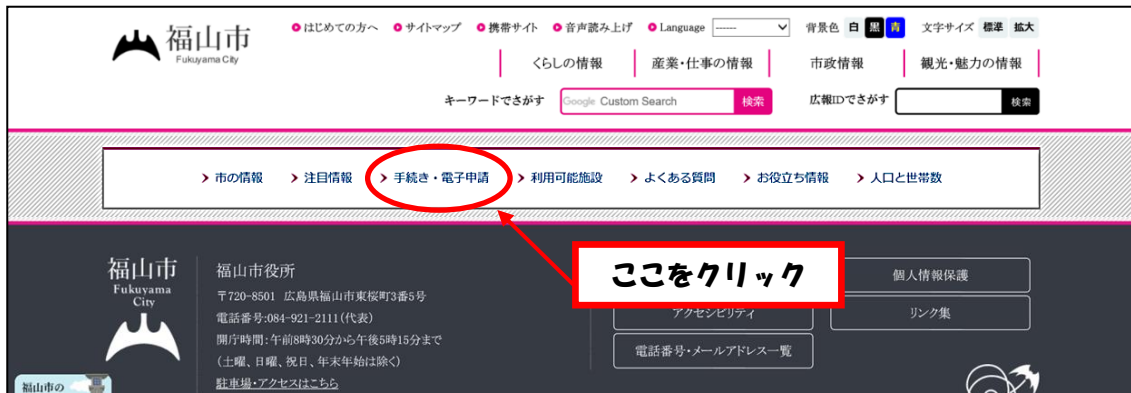 福山市
Fukuyama City
はじめての方へ サイトマップ 携帯サイト 音声読み上げ Language ------ 背景色 白 黒 青 文字サイズ 標準 拡大
くらしの情報 産業・仕事の情報 市政情報 観光・魅力の情報
キーワードでさがす Google Custom Search 検索 広報IDでさがす 検索
市の情報 注目情報 手続き・電子申請 利用可能施設 よくある質問 お役立ち情報 人口と世帯数
ここをクリック
福山市
Fukuyama
City
福山市役所
〒720-8501 広島県福山市東桜町3番5号
電話番号:084-921-2111(代表)
開庁時間:午前8時30分から午後5時15分まで
(土曜、日曜、祝日、年末年始は除く)
駐車場・アクセスはこちら
個人情報保護
アクセシビリティ リンク集
電話番号・メールアドレス一覧
福山市の